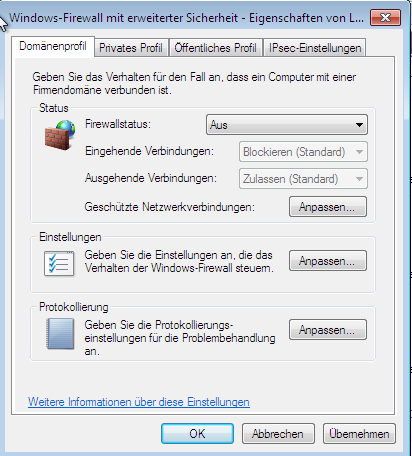 Windows-Firewall mit erweiterter Sicherheit - Eigenschaften von L...
Domänenprofil Privates Profil Öffentliches Profil IPsec-Einstellungen
Geben Sie das Verhalten für den Fall an, dass ein Computer mit einer
Firmendomäne verbunden ist.
Status
Firewallstatus: Aus
Eingehende Verbindungen: Blockieren (Standard)
Ausgehende Verbindungen: Zulassen (Standard)
Geschützte Netzwerkverbindungen: Anpassen...
Einstellungen
Geben Sie die Einstellungen an, die das
Verhalten der Windows-Firewall steuern.
Anpassen...
Protokollierung
Geben Sie die Protokollierungs-
einstellungen für die Problembehandlung
an.
Anpassen...
Weitere Informationen über diese Einstellungen
OK Abbrechen Übernehmen